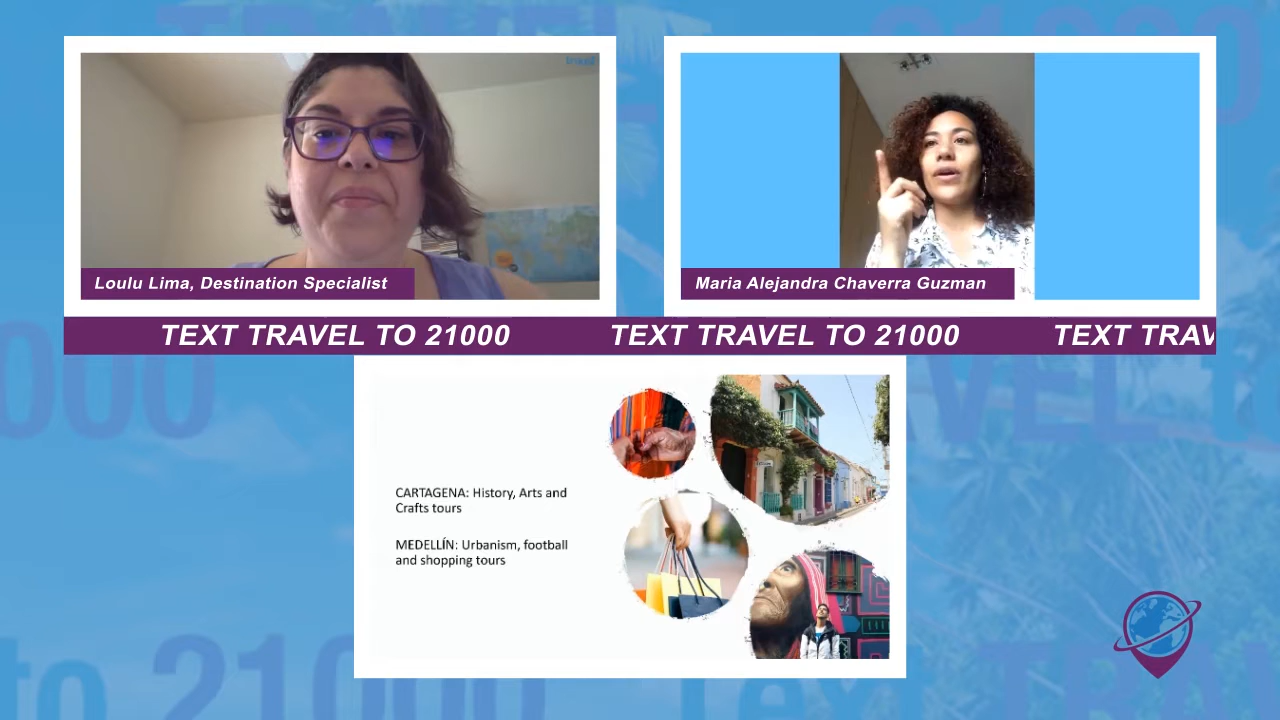 Loulu Lima, Destination Specialist
Maria Alejandra Chaverra Guzman
TEXT TRAVEL TO 21000
TEXT TRAVEL TO 21000
TEXT TRAV
CARTAGENA: History, Arts and
Crafts tours
MEDELLÍN: Urbanism, football
and shopping tours